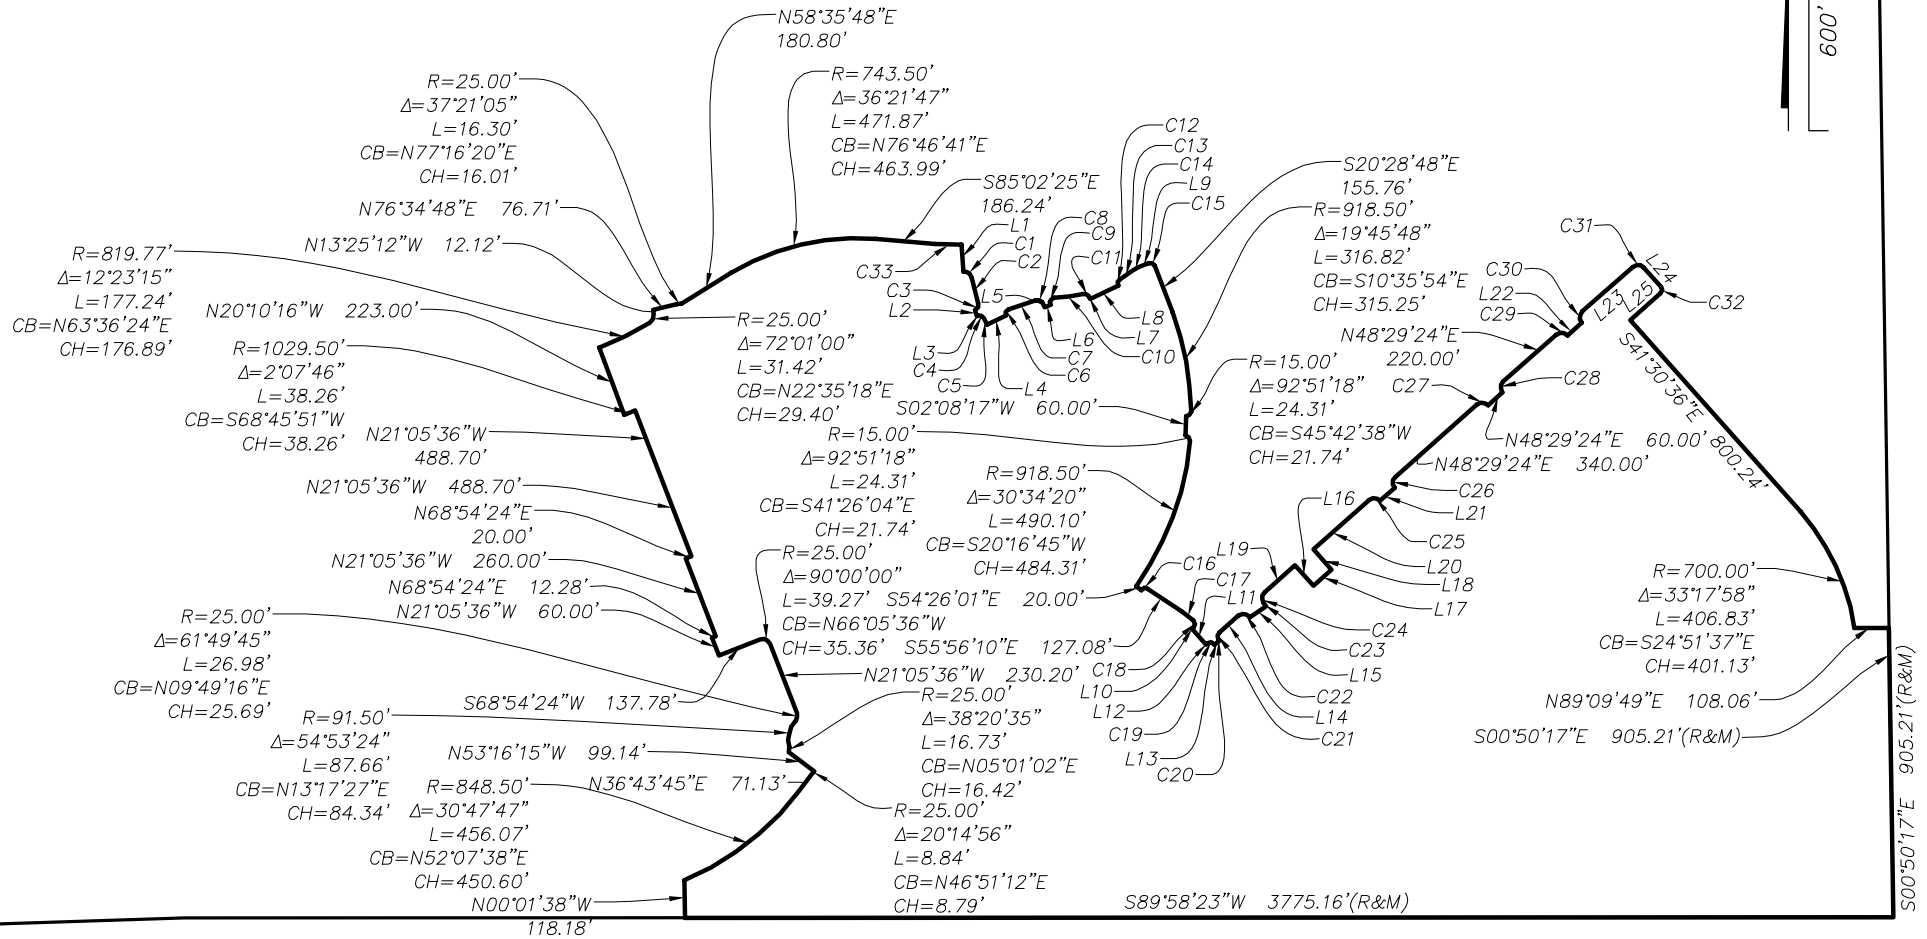 N58°35'48"E
180.80'
600'
R=25.00'
Δ=37°21'05"
L=16.30'
CB=N77°16'20"E
CH=16.01'
R=743.50'
Δ=36°21'47"
L=471.87'
CB=N76°46'41"E
CH=463.99'
S85°02'25"E
186.24'
N76°34'48"E 76.71'
N13°25'12"W 12.12'
R=819.77'
Δ=12°23'15"
L=177.24'
CB=N63°36'24"E
CH=176.89'
N20°10'16"W 223.00'
R=1029.50'
Δ=2°07'46"
L=38.26'
CB=S68°45'51"W
CH=38.26'
R=25.00'
Δ=72°01'00"
L=31.42'
CB=N22°35'18"E
CH=29.40'
L1
C1
C2
C33
C3
L2
L3
C4
C5
L4
L5
C8
C9
C11
L6
C7
C6
C10
L7
L8
C12
C13
C14
L9
C15
S20°28'48"E
155.76'
R=918.50'
Δ=19°45'48"
L=316.82'
CB=S10°35'54"E
CH=315.25'
R=15.00'
Δ=92°51'18"
L=24.31'
CB=S45°42'38"W
CH=21.74'
S02°08'17"W 60.00'
R=15.00'
Δ=92°51'18"
L=24.31'
CB=S41°26'04"E
CH=21.74'
R=918.50'
Δ=30°34'20"
L=490.10'
CB=S20°16'45"W
CH=484.31'
N21°05'36"W
488.70'
N21°05'36"W 488.70'
N68°54'24"E
20.00'
N21°05'36"W 260.00'
N68°54'24"E 12.28'
N21°05'36"W 60.00'
R=25.00'
Δ=90°00'00"
L=39.27'
CB=N66°05'36"W
CH=35.36'
S54°26'01"E 20.00'
S55°56'10"E 127.08'
R=25.00'
Δ=61°49'45"
L=26.98'
CB=N09°49'16"E
CH=25.69'
S68°54'24"W 137.78'
N21°05'36"W 230.20'
R=25.00'
Δ=38°20'35"
L=16.73'
CB=N05°01'02"E
CH=16.42'
R=91.50'
Δ=54°53'24"
L=87.66'
CB=N13°17'27"E
CH=84.34'
N53°16'15"W 99.14'
N36°43'45"E 71.13'
R=848.50'
Δ=30°47'47"
L=456.07'
CB=N52°07'38"E
CH=450.60'
R=25.00'
Δ=20°14'56"
L=8.84'
CB=N46°51'12"E
CH=8.79'
N00°01'38"W
118.18'
S89°58'23"W 3775.16'(R&M)
C16
C17
L11
C18
L10
L12
C19
L13
C20
C21
L14
C22
L15
C23
C24
L19
L16
L17
L18
L20
C25
L21
C26
N48°29'24"E 340.00'
N48°29'24"E 60.00'
C27
C28
N48°29'24"E
220.00'
C29
L22
C30
C31
L23
L24
L25
C32
S41°30'36"E 800.24'
R=700.00'
Δ=33°17'58"
L=406.83'
CB=S24°51'37"E
CH=401.13'
N89°09'49"E 108.06'
S00°50'17"E 905.21'(R&M)
S00°50'17"E 905.21'(R&M)